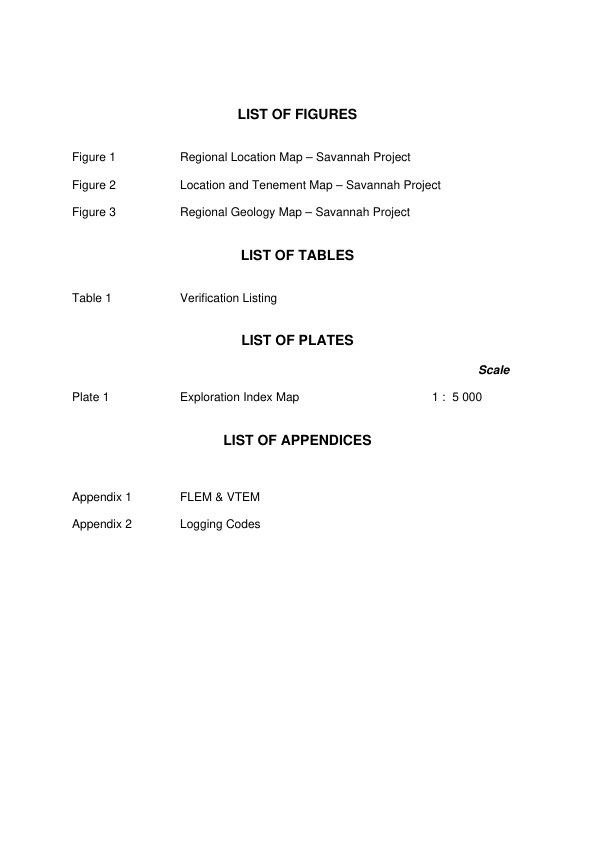 LIST OF FIGURES
Figure 1 Regional Location Map – Savannah Project
Figure 2 Location and Tenement Map – Savannah Project
Figure 3 Regional Geology Map – Savannah Project
LIST OF TABLES
Table 1 Verification Listing
LIST OF PLATES
Scale
Plate 1 Exploration Index Map 1 : 5 000
LIST OF APPENDICES
Appendix 1 FLEM & VTEM
Appendix 2 Logging Codes